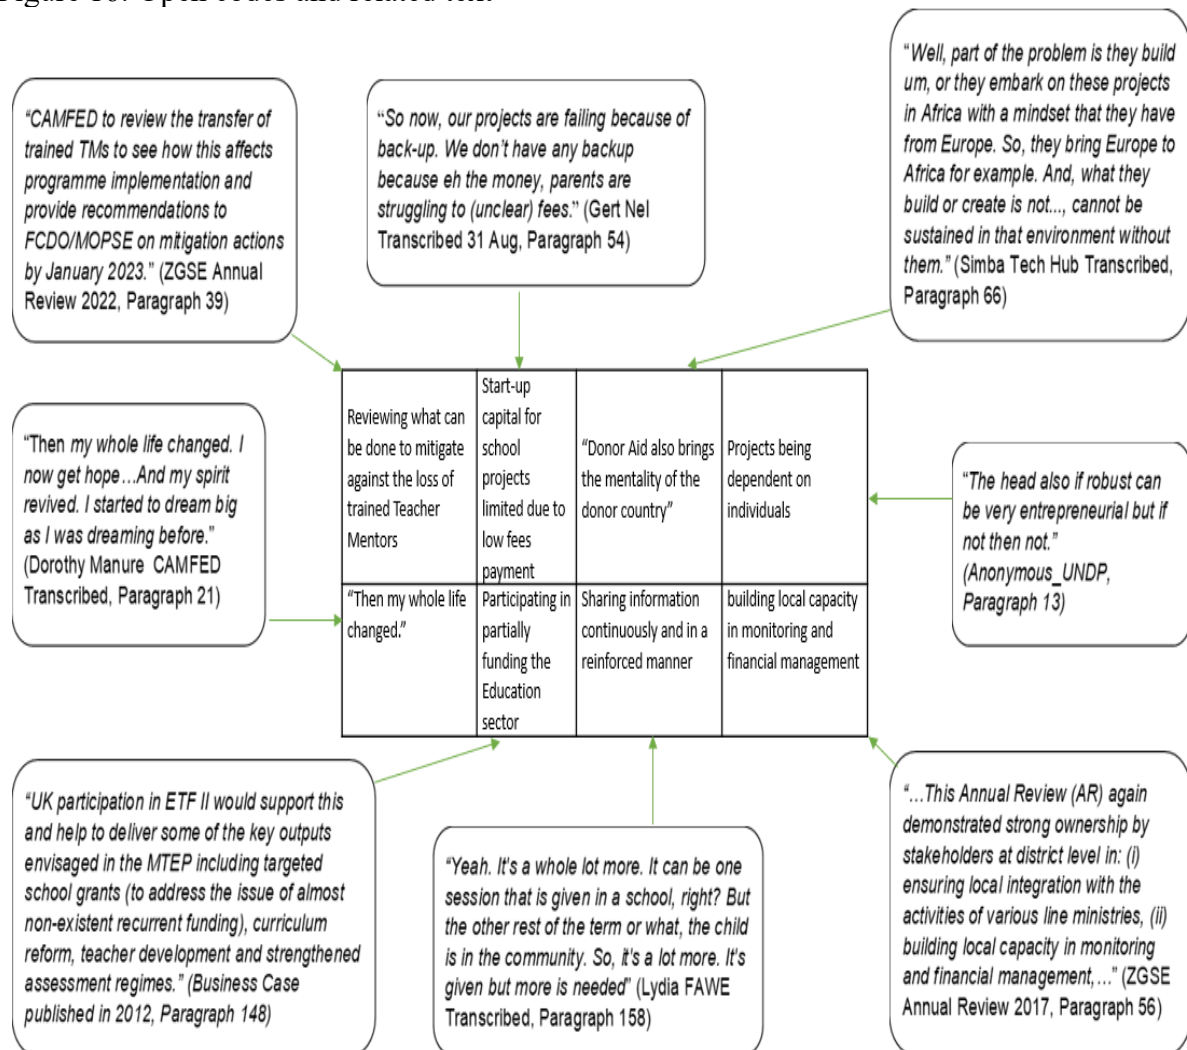 Figure 16: Open codes and related text
“CAMFED to review the transfer of
trained TMs to see how this affects
programme implementation and
provide recommendations to
FCDO/MOPSE on mitigation actions
by January 2023.” (ZGSE Annual
Review 2022, Paragraph 39)
“So now, our projects are failing because of
back-up. We don’t have any backup
because eh the money, parents are
struggling to (unclear) fees.” (Gert Nel
Transcribed 31 Aug, Paragraph 54)
“Well, part of the problem is they build
um, or they embark on these projects
in Africa with a mindset that they have
from Europe. So, they bring Europe to
Africa for example. And, what they
build or create is not..., cannot be
sustained in that environment without
them.” (Simba Tech Hub Transcribed,
Paragraph 66)
“Then my whole life changed. I
now get hope…And my spirit
revived. I started to dream big
as I was dreaming before.”
(Dorothy Manure CAMFED
Transcribed, Paragraph 21)
Reviewing what can
be done to mitigate
against the loss of
trained Teacher
Mentors
Start-up
capital for
school
projects
limited due to
low fees
payment
“Donor Aid also brings
the mentality of the
donor country”
Projects being
dependent on
individuals
“The head also if robust can
be very entrepreneurial but if
not then not.”
(Anonymous_UNDP,
Paragraph 13)
“Then my whole life
changed.”
Participating in
partially
funding the
Education
sector
Sharing information
continuously and in a
reinforced manner
building local capacity
in monitoring and
financial management
“UK participation in ETF II would support this
and help to deliver some of the key outputs
envisaged in the MTEP including targeted
school grants (to address the issue of almost
non-existent recurrent funding), curriculum
reform, teacher development and strengthened
assessment regimes.” (Business Case
published in 2012, Paragraph 148)
“Yeah. It’s a whole lot more. It can be one
session that is given in a school, right? But
the other rest of the term or what, the child
is in the community. So, it’s a lot more. It’s
given but more is needed” (Lydia FAWE
Transcribed, Paragraph 158)
“…This Annual Review (AR) again
demonstrated strong ownership by
stakeholders at district level in: (i)
ensuring local integration with the
activities of various line ministries, (ii)
building local capacity in monitoring
and financial management,…” (ZGSE
Annual Review 2017, Paragraph 56)